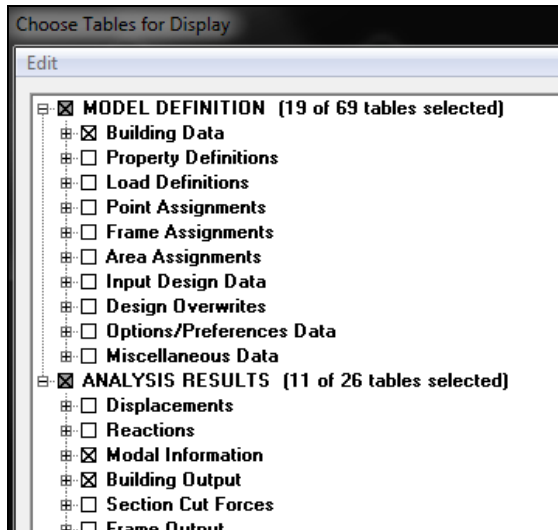 Choose Tables for Display
Edit
MODEL DEFINITION (19 of 69 tables selected)
Building Data
Property Definitions
Load Definitions
Point Assignments
Frame Assignments
Area Assignments
Input Design Data
Design Overwrites
Options/Preferences Data
Miscellaneous Data
ANALYSIS RESULTS (11 of 26 tables selected)
Displacements
Reactions
Modal Information
Building Output
Section Cut Forces
Frame Output